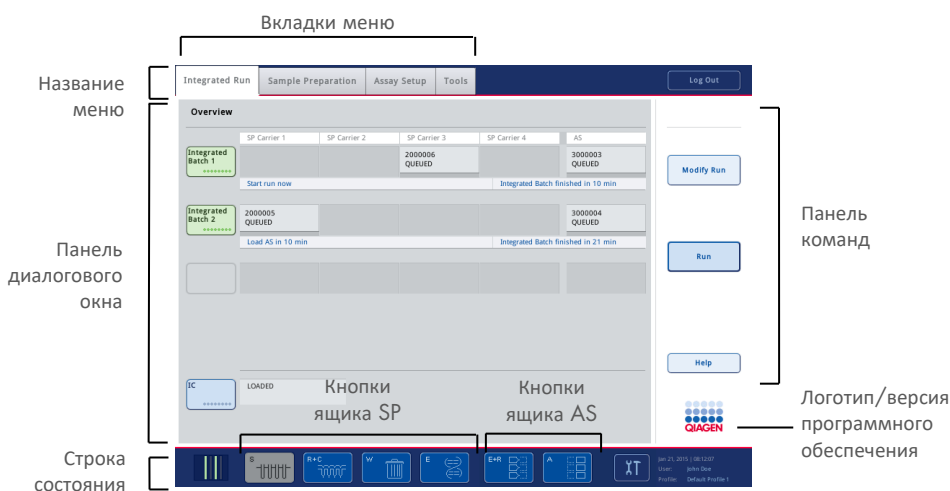 Вкладки меню
Название
меню
Integrated Run Sample Preparation Assay Setup Tools Log Out
Overview
SP Carrier 1 SP Carrier 2 SP Carrier 3 SP Carrier 4 AS
Integrated
Batch 1
2000006
QUEUED
3000003
QUEUED
Modify Run
Start run now Integrated Batch finished in 10 min
Integrated
Batch 2
2000005
QUEUED
3000004
QUEUED
Load AS in 10 min Integrated Batch finished in 21 min
Run
Панель
команд
Панель
диалогового
окна
Help
IC
LOADED
Кнопки
ящика SP
Кнопки
ящика AS
QIAGEN
Логотип/версия
программного
обеспечения
Строка
состояния
S R+C W E E+R A
Jan 21, 2015 | 08:12:07
User: John Doe
Profile: Default Profile 1